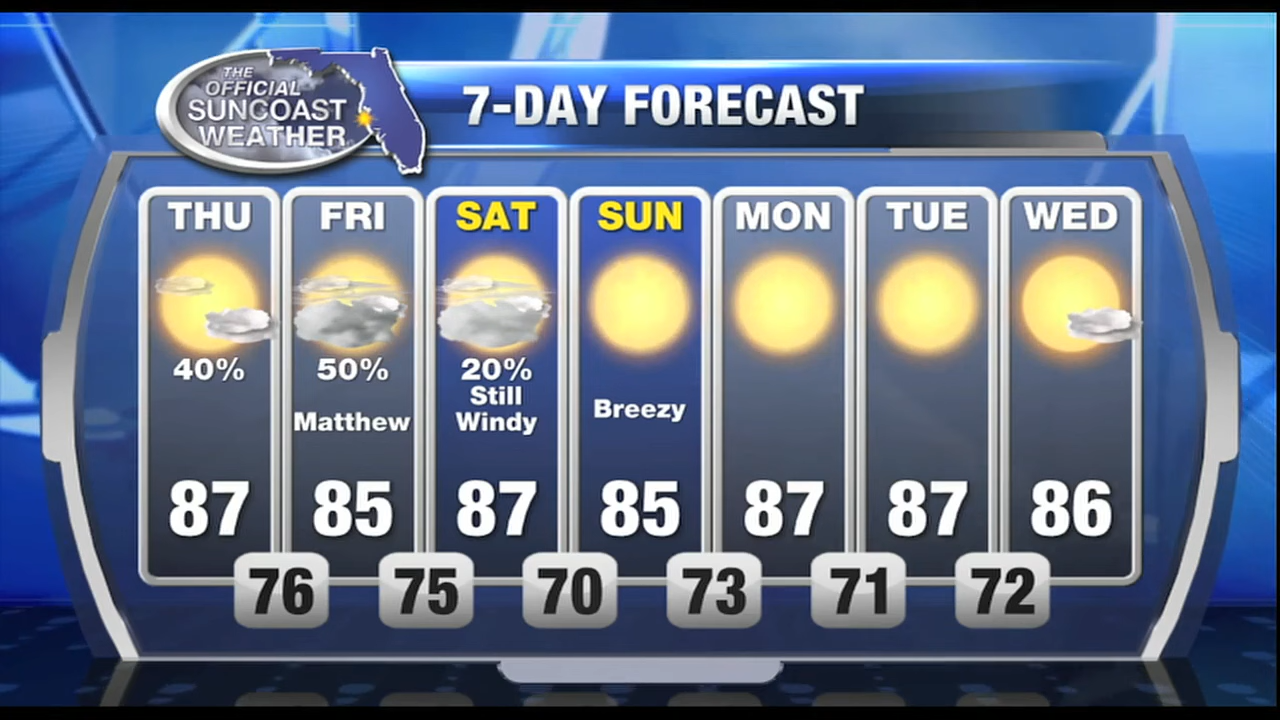 THE
OFFICIAL
SUNCOAST
WEATHER
7-DAY FORECAST
THU FRI SAT SUN MON TUE WED
40% 50% 20%
Still
Matthew Windy Breezy
87 85 87 85 87 87 86
76 75 70 73 71 72